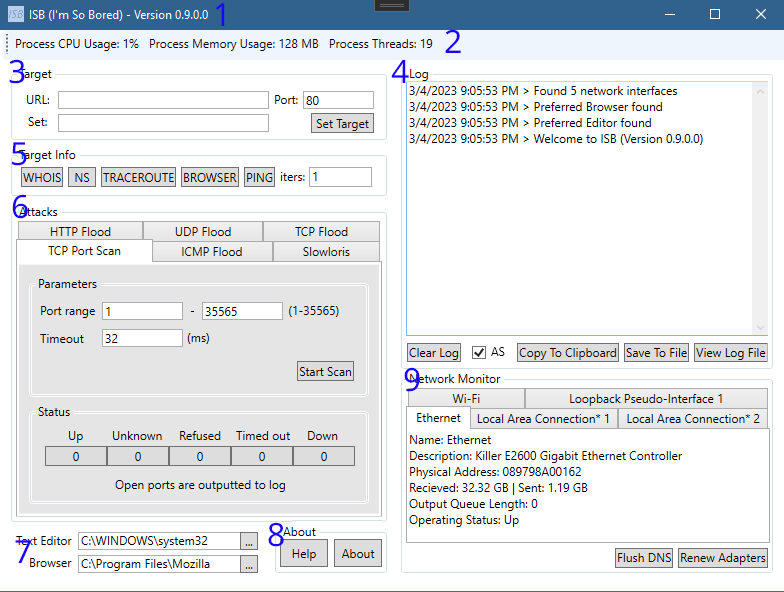 ISB ISB (I'm So Bored) - Version 0.9.0.0 1
Process CPU Usage: 1% Process Memory Usage: 128 MB Process Threads: 19 2
3 Target
URL: Port: 80
Set: Set Target
5 Target Info
WHOIS NS TRACEROUTE BROWSER PING iters: 1
6 Attacks
HTTP Flood UDP Flood TCP Flood
TCP Port Scan ICMP Flood Slowloris
Parameters
Port range 1 - 35565 (1-35565)
Timeout 32 (ms)
Start Scan
Status
Up Unknown Refused Timed out Down
0 0 0 0 0
Open ports are outputted to log
7 Text Editor C:\WINDOWS\system32 ...
Browser C:\Program Files\Mozilla ...
8 About
Help About
4 Log
3/4/2023 9:05:53 PM > Found 5 network interfaces
3/4/2023 9:05:53 PM > Preferred Browser found
3/4/2023 9:05:53 PM > Preferred Editor found
3/4/2023 9:05:53 PM > Welcome to ISB (Version 0.9.0.0)
Clear Log AS Copy To Clipboard Save To File View Log File
9 Network Monitor
Wi-Fi Loopback Pseudo-Interface 1
Ethernet Local Area Connection* 1 Local Area Connection* 2
Name: Ethernet
Description: Killer E2600 Gigabit Ethernet Controller
Physical Address: 089798A00162
Recieved: 32.32 GB | Sent: 1.19 GB
Output Queue Length: 0
Operating Status: Up
Flush DNS Renew Adapters